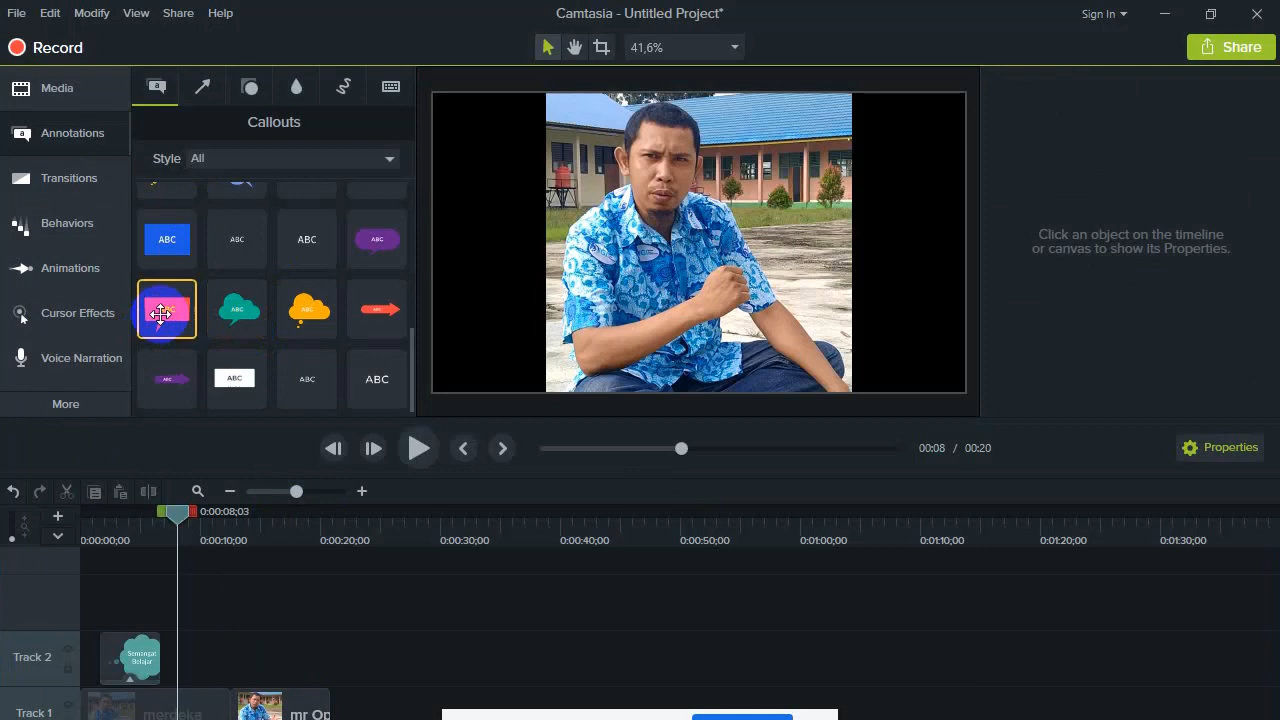 File Edit Modify View Share Help
Camtasia - Untitled Project*
Sign In
Record
41,6%
Share
Media
Annotations
Transitions
Behaviors
Animations
Cursor Effects
Voice Narration
More
a
Callouts
Style All
ABC ABC ABC ABC
ABC ABC ABC
ABC ABC ABC ABC
Click an object on the timeline
or canvas to show its Properties.
00:08 / 00:20
Properties
0:00:08;03
0:00:00;00 0:00:10;00 0:00:20;00 0:00:30;00 0:00:40;00 0:00:50;00 0:01:00;00 0:01:10;00 0:01:20;00 0:01:30;00
Track 2
Semangat
Belajar
Track 1
merdeka
mr Op